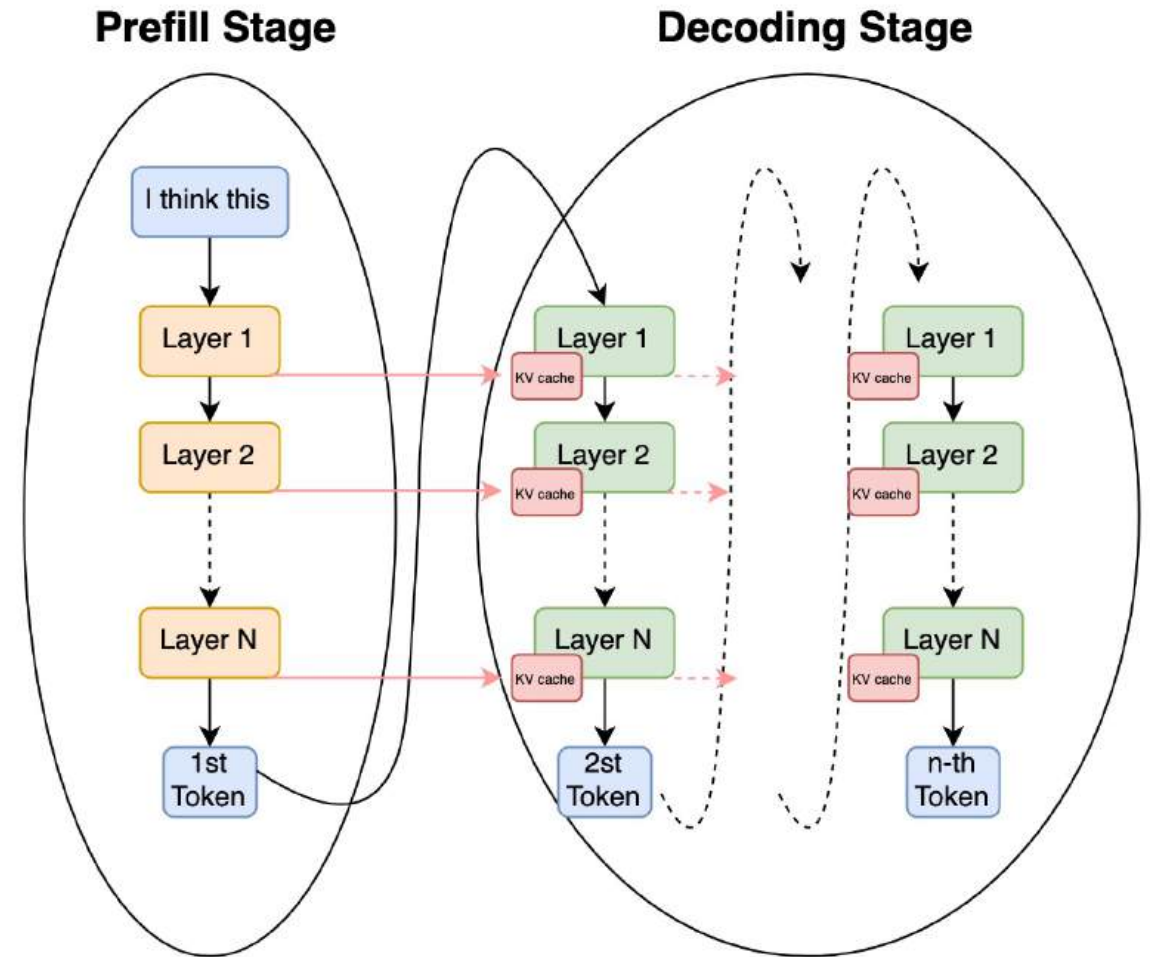 Prefill Stage
Decoding Stage
I think this
Layer 1
Layer 2
Layer N
1st
Token
Layer 1
KV cache
Layer 2
KV cache
Layer N
KV cache
2st
Token
Layer 1
KV cache
Layer 2
KV cache
Layer N
KV cache
n-th
Token